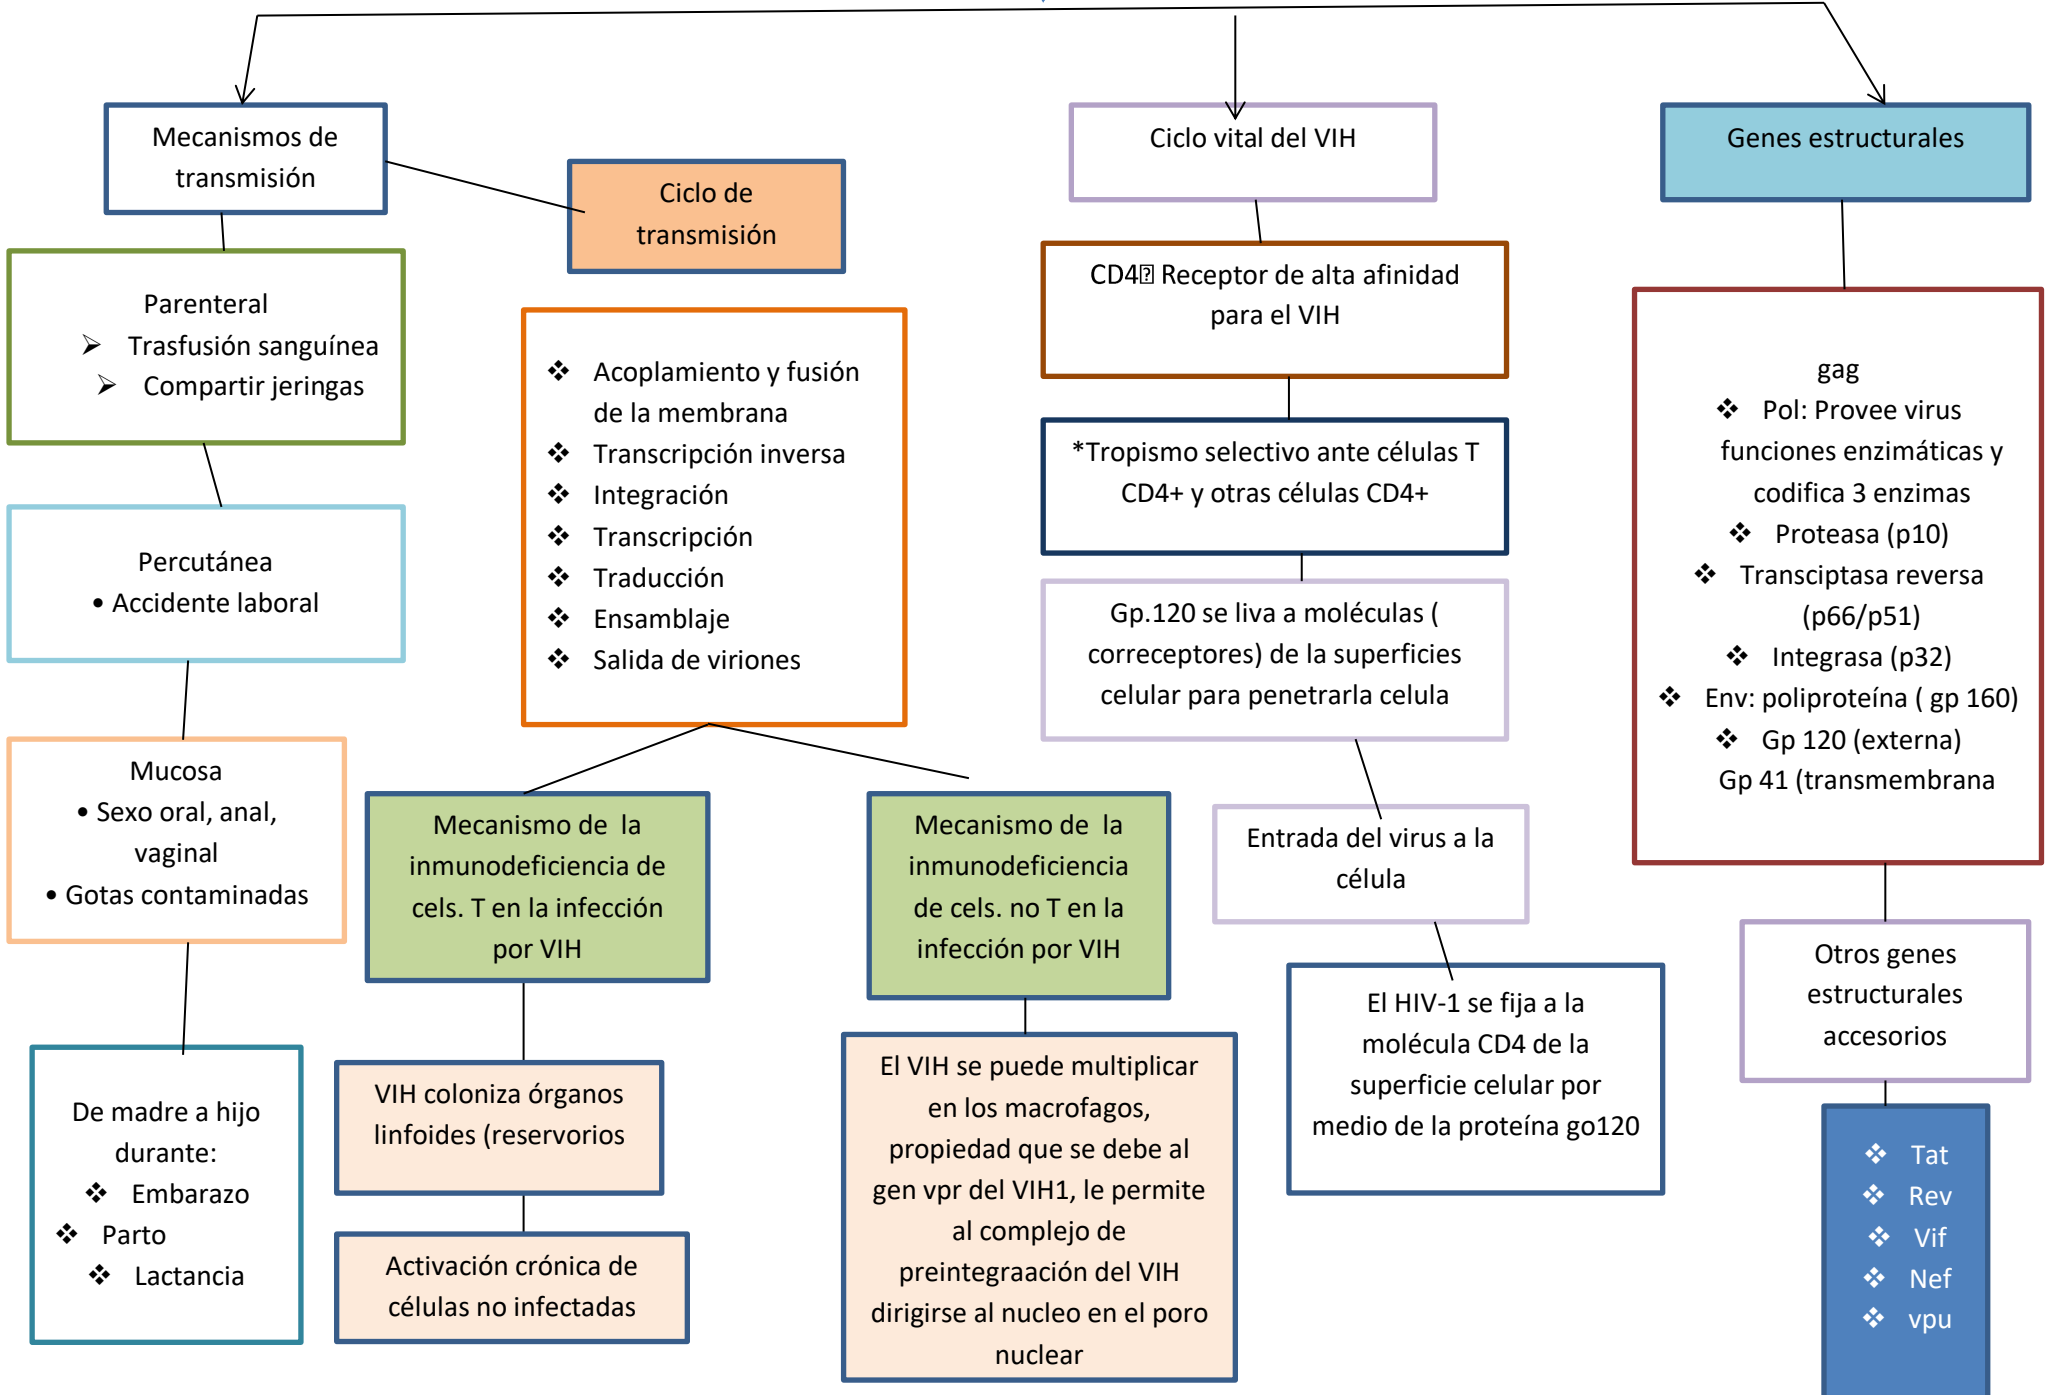 Mecanismos de
transmisión
Parenteral
➢ Trasfusión sanguínea
➢ Compartir jeringas
Percutánea
• Accidente laboral
Mucosa
• Sexo oral, anal,
vaginal
• Gotas contaminadas
De madre a hijo
durante:
❖ Embarazo
❖ Parto
❖ Lactancia
Ciclo de
transmisión
❖ Acoplamiento y fusión
de la membrana
❖ Transcripción inversa
❖ Integración
❖ Transcripción
❖ Traducción
❖ Ensamblaje
❖ Salida de viriones
Mecanismo de la
inmunodeficiencia de
cels. T en la infección
por VIH
VIH coloniza órganos
linfoides (reservorios
Activación crónica de
células no infectadas
Mecanismo de la
inmunodeficiencia
de cels. no T en la
infección por VIH
El VIH se puede multiplicar
en los macrofagos,
propiedad que se debe al
gen vpr del VIH1, le permite
al complejo de
preintegraación del VIH
dirigirse al nucleo en el poro
nuclear
Ciclo vital del VIH
CD4⍰ Receptor de alta afinidad
para el VIH
*Tropismo selectivo ante células T
CD4+ y otras células CD4+
Gp.120 se liva a moléculas (
correceptores) de la superficies
celular para penetrarla celula
Entrada del virus a la
célula
El HIV-1 se fija a la
molécula CD4 de la
superficie celular por
medio de la proteína go120
Genes estructurales
gag
❖ Pol: Provee virus
funciones enzimáticas y
codifica 3 enzimas
❖ Proteasa (p10)
❖ Transciptasa reversa
(p66/p51)
❖ Integrasa (p32)
❖ Env: poliproteína ( gp 160)
❖ Gp 120 (externa)
Gp 41 (transmembrana
Otros genes
estructurales
accesorios
❖ Tat
❖ Rev
❖ Vif
❖ Nef
❖ vpu